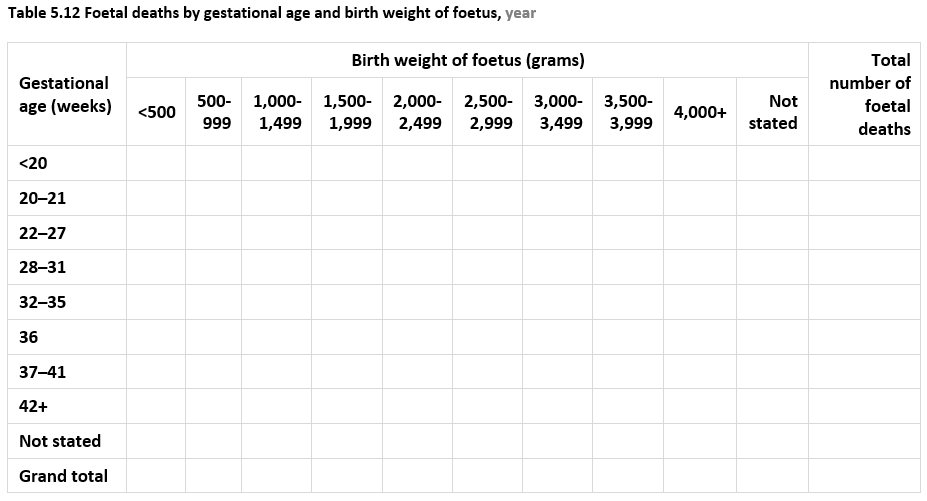 Table 5.12 Foetal deaths by gestational age and birth weight of foetus, year
Gestational
age (weeks)
Birth weight of foetus (grams)
Total
number of
foetal
deaths
<500
500-
999
1,000-
1,499
1,500-
1,999
2,000-
2,499
2,500-
2,999
3,000-
3,499
3,500-
3,999
4,000+
Not
stated
<20
20–21
22–27
28–31
32–35
36
37–41
42+
Not stated
Grand total